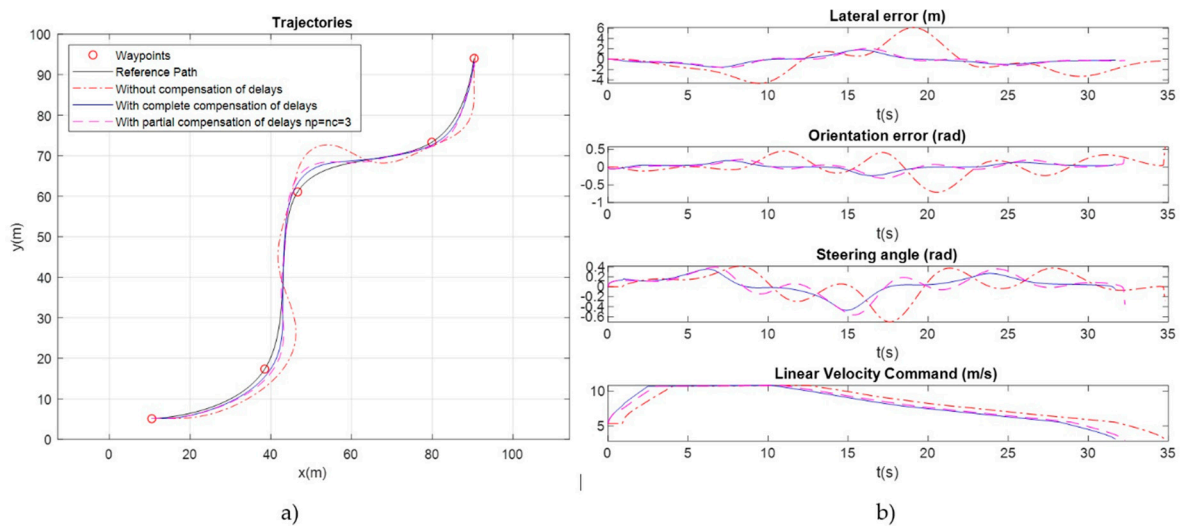 Trajectories
100
90
80
70
60
50
40
30
20
10
0
Waypoints
Reference Path
Without compensation of delays
With complete compensation of delays
With partial compensation of delays np=nc=3
y(m)
0 20 40 60 80 100
x(m)
a)
Lateral error (m)
6
4
2
0
-2
-4
0 5 10 15 20 25 30 35
t(s)
Orientation error (rad)
0.5
0
-0.5
-1
0 5 10 15 20 25 30 35
t(s)
Steering angle (rad)
0.4
0.2
0
-0.2
-0.4
-0.6
0 5 10 15 20 25 30 35
t(s)
Linear Velocity Command (m/s)
10
5
0 5 10 15 20 25 30 35
t(s)
b)